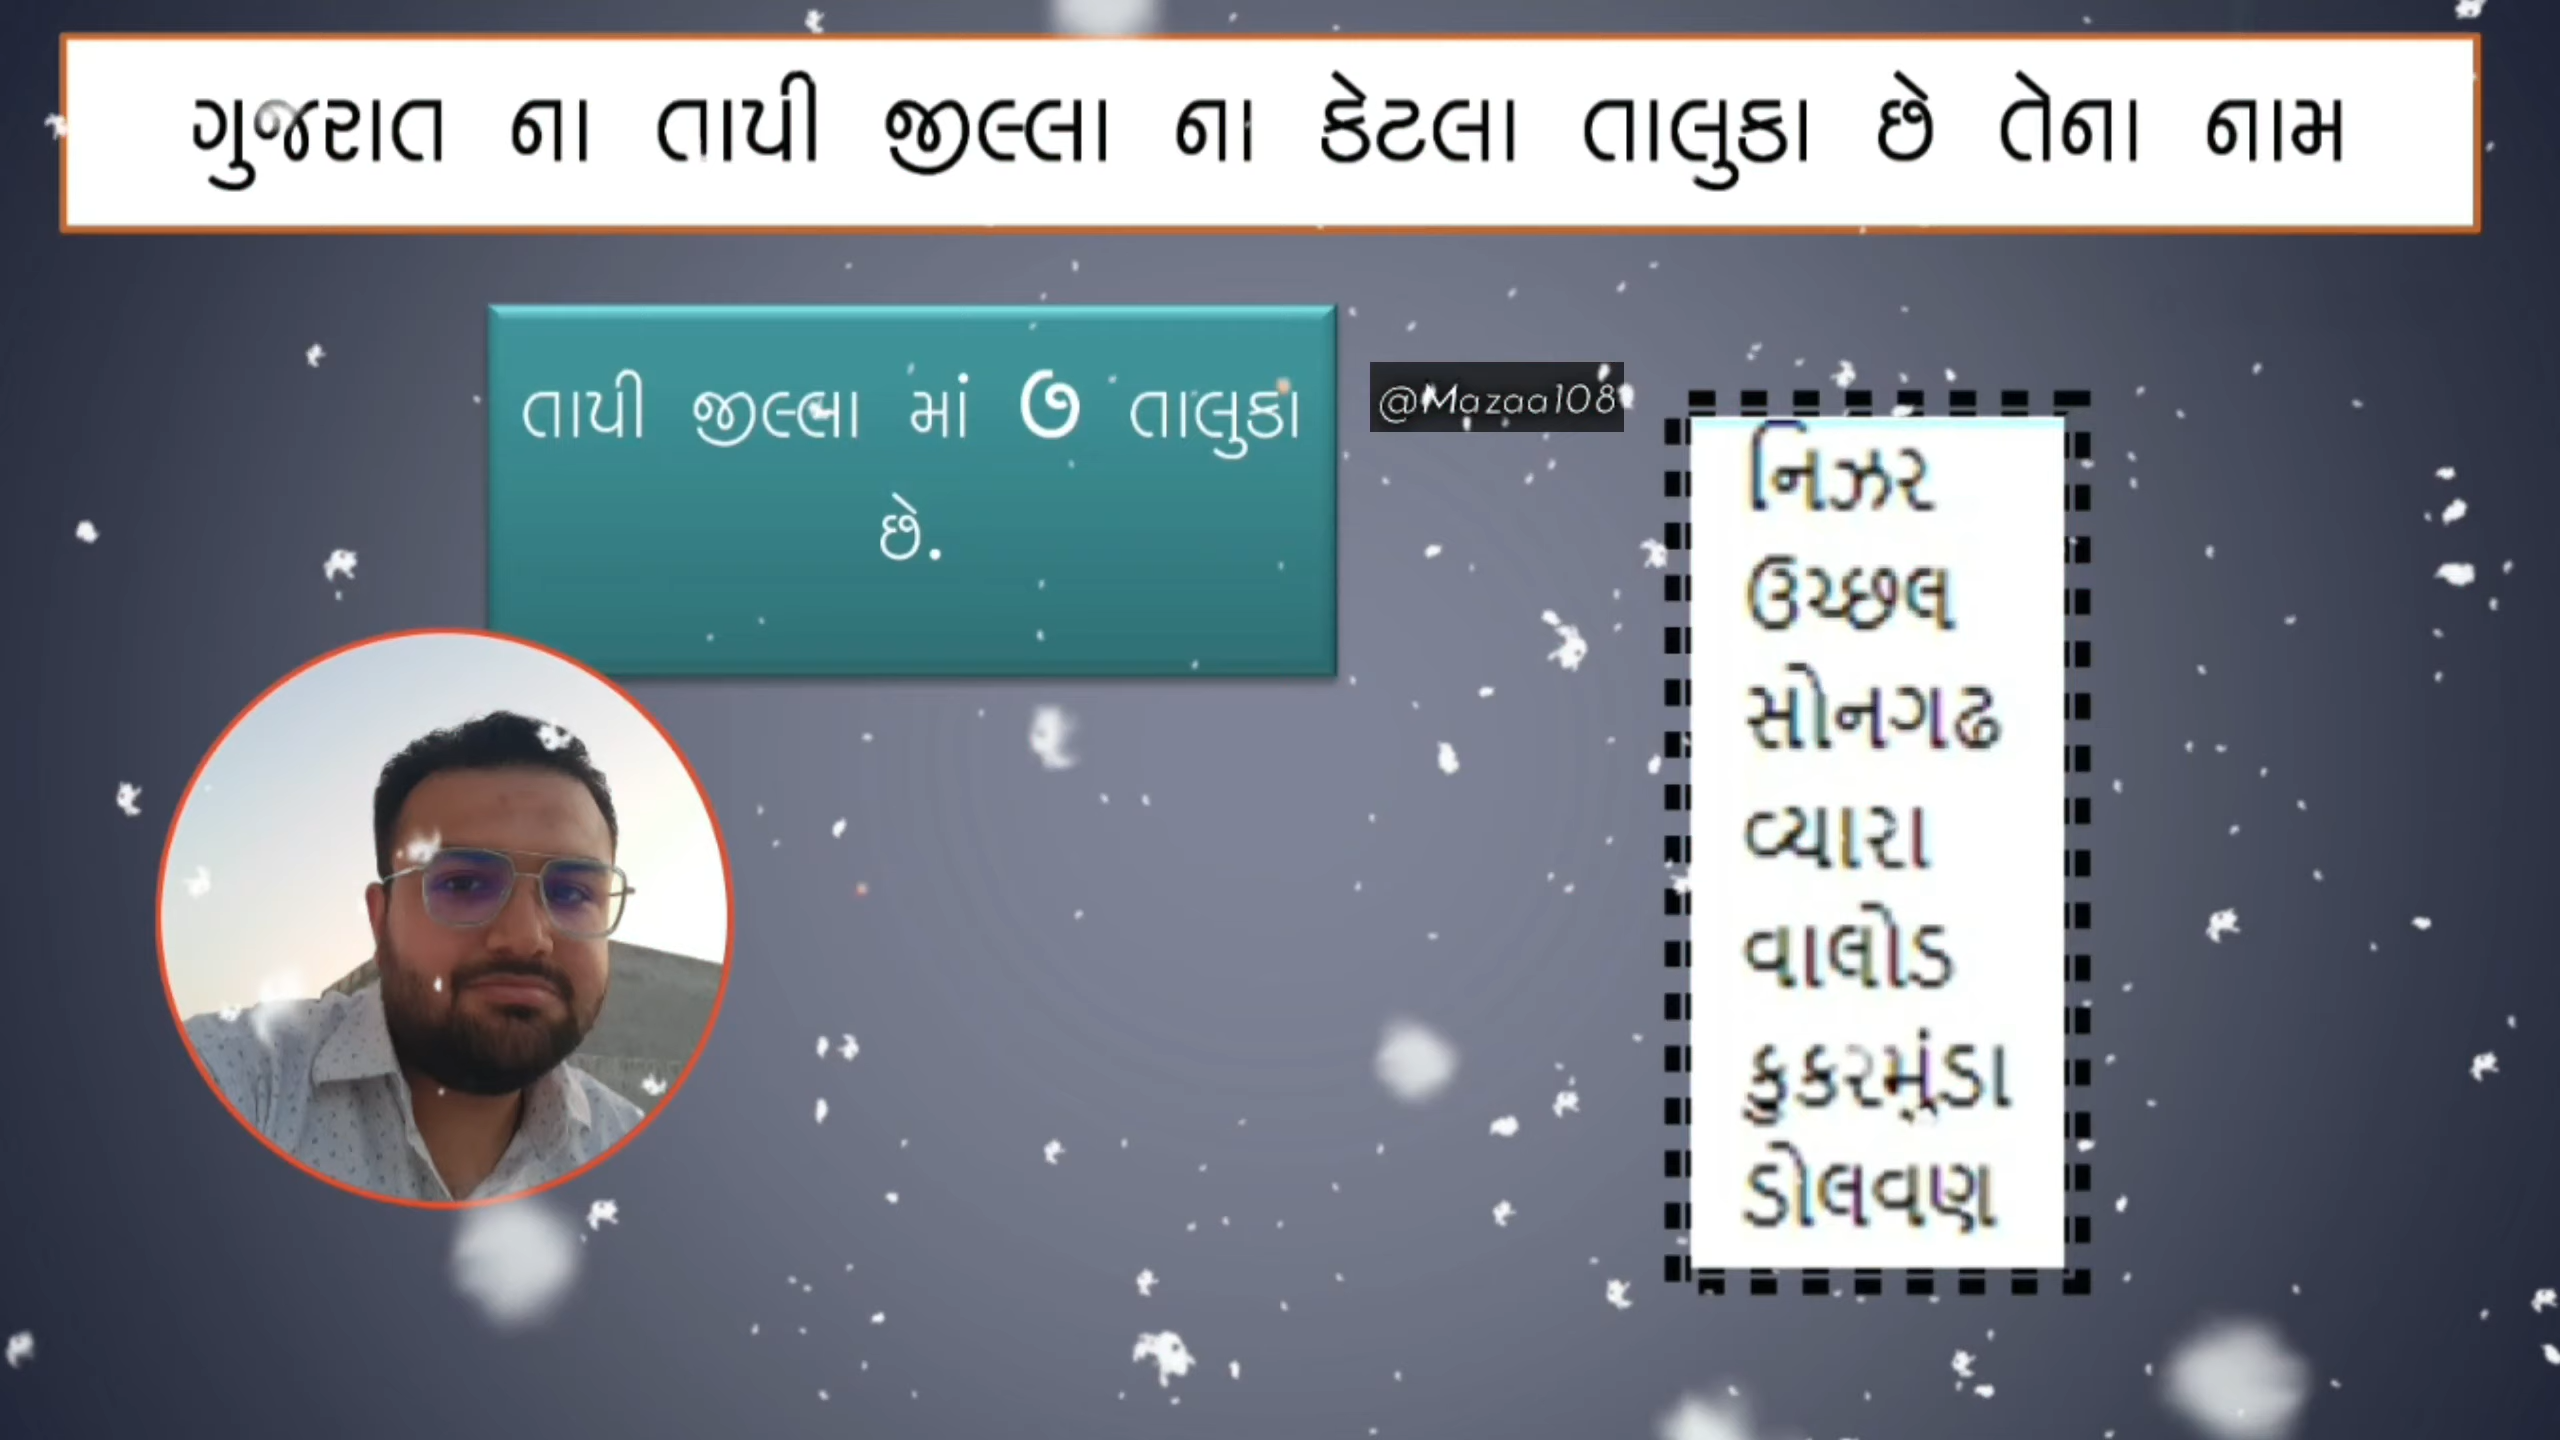 ગુજરાત ના તાપી જીલ્લા ના કેટલા તાલુકા છે તેના નામ
તાપી જીલ્લા માં ૭ તાલુકા
છે.
@Mazaa108
નિઝર
ઉચ્છલ
સોનગઢ
વ્યારા
વાલોડ
કુકરમુંડા
ડોલવણ